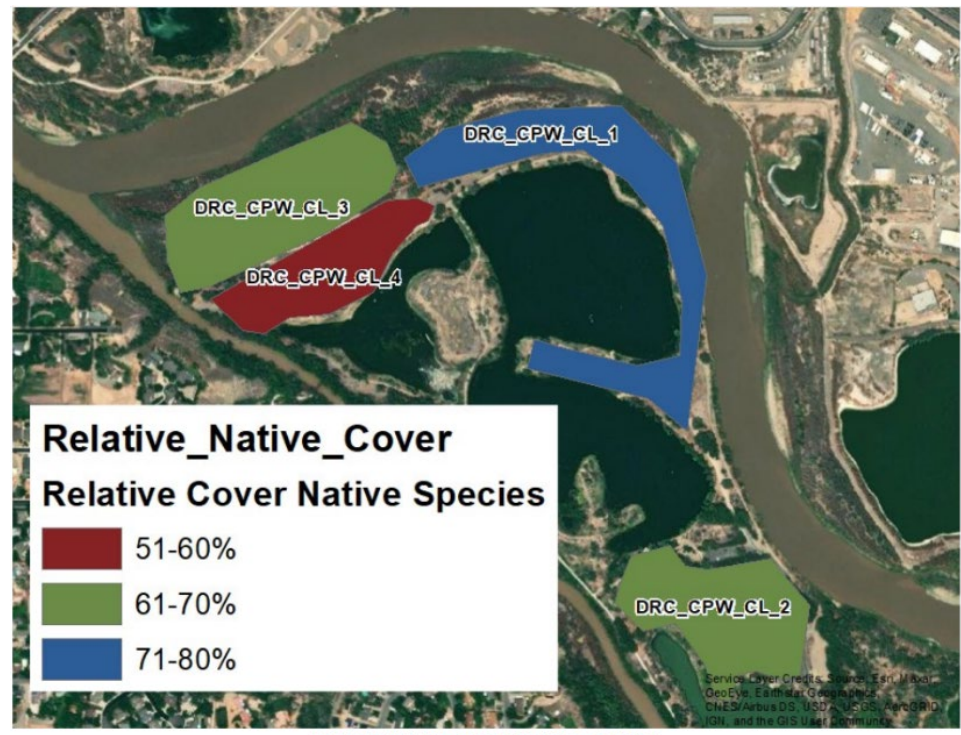 DRC_CPW_CL_1
DRC_CPW_CL_3
DRC_CPW_CL_4
Relative_Native_Cover
Relative Cover Native Species
51-60%
61-70%
71-80%
DRC_CPW_CL_2
Service Layer Credits: Source: Esri, Maxar,
GeoEye, Earthstar Geographics,
CNES/Airbus DS, USDA, USGS, AeroGRID,
IGN, and the GIS User Community